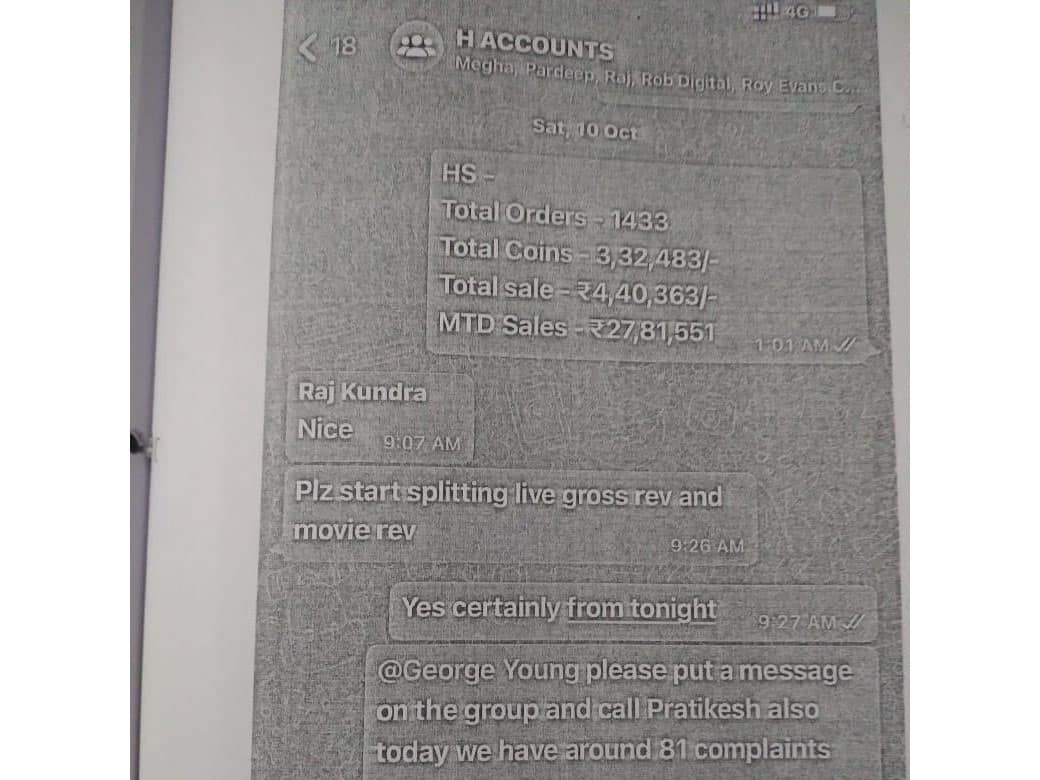 4G
18
H ACCOUNTS
Megha, Pardeep, Raj, Rob Digital, Roy Evans C...
Sat, 10 Oct
HS -
Total Orders - 1433
Total Coins - 3,32,483/-
Total sale - ₹4,40,363/-
MTD Sales - ₹27,81,551
1:01 AM
Raj Kundra
Nice
9:07 AM
Plz start splitting live gross rev and
movie rev
9:26 AM
Yes certainly from tonight
9:27 AM
@George Young please put a message
on the group and call Pratikesh also
today we have around 81 complaints